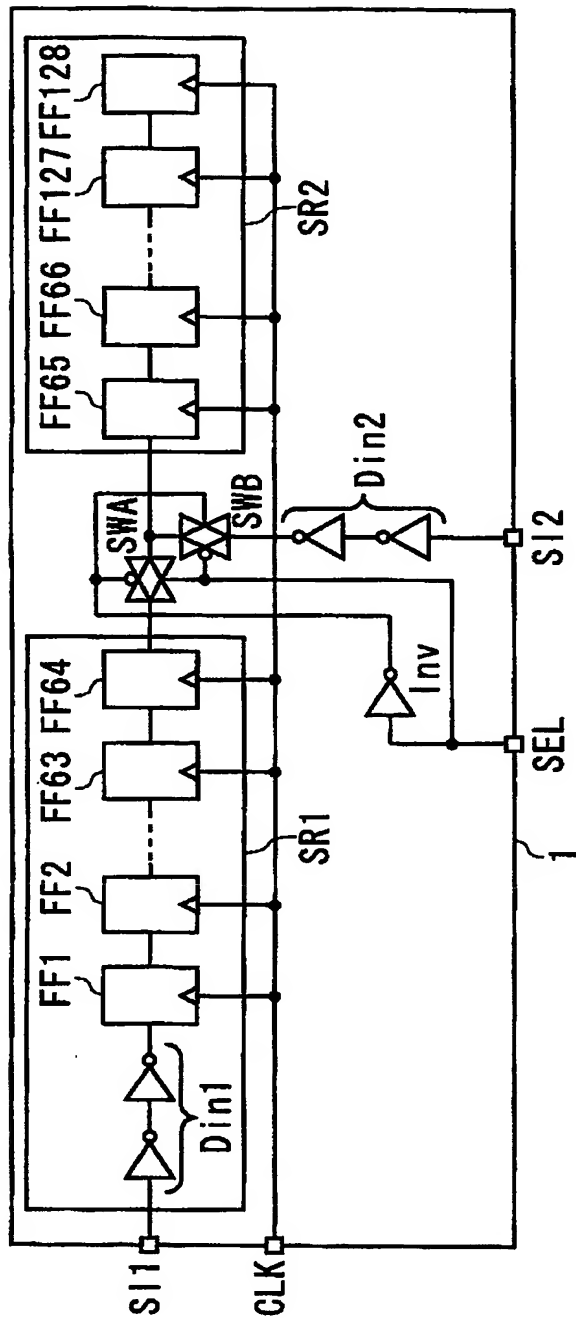 FF1
FF2
FF63
FF64
FF65
FF66
FF127
FF128
SWA
SWB
SR1
SR2
Din1
Din2
Inv
SI1
CLK
SEL
SI2
1